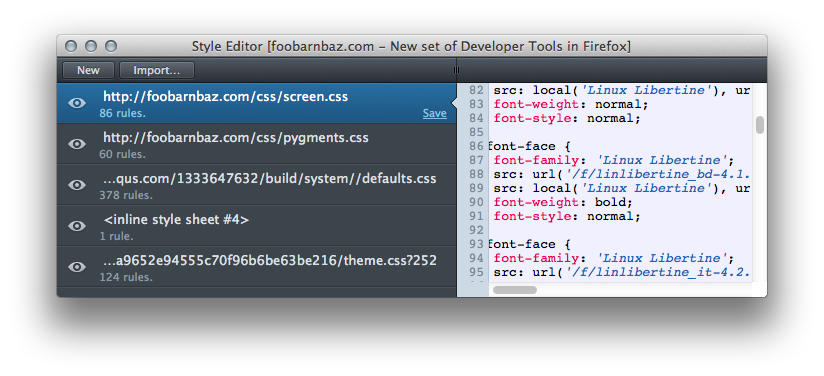 Style Editor [foobarnbaz.com – New set of Developer Tools in Firefox]
New
Import...
http://foobarnbaz.com/css/screen.css
86 rules.
Save
http://foobarnbaz.com/css/pygments.css
60 rules.
...qus.com/1333647632/build/system//defaults.css
378 rules.
<inline style sheet #4>
1 rule.
...a9652e94555c70f96b6be63be216/theme.css?252
124 rules.
82 src: local('Linux Libertine'), ur
83 font-weight: normal;
84 font-style: normal;
85
86 font-face {
87 font-family: 'Linux Libertine';
88 src: url('/f/linlibertine_bd-4.1.
89 src: local('Linux Libertine'), ur
90 font-weight: bold;
91 font-style: normal;
92
93 font-face {
94 font-family: 'Linux Libertine';
95 src: url('/f/linlibertine_it-4.2.